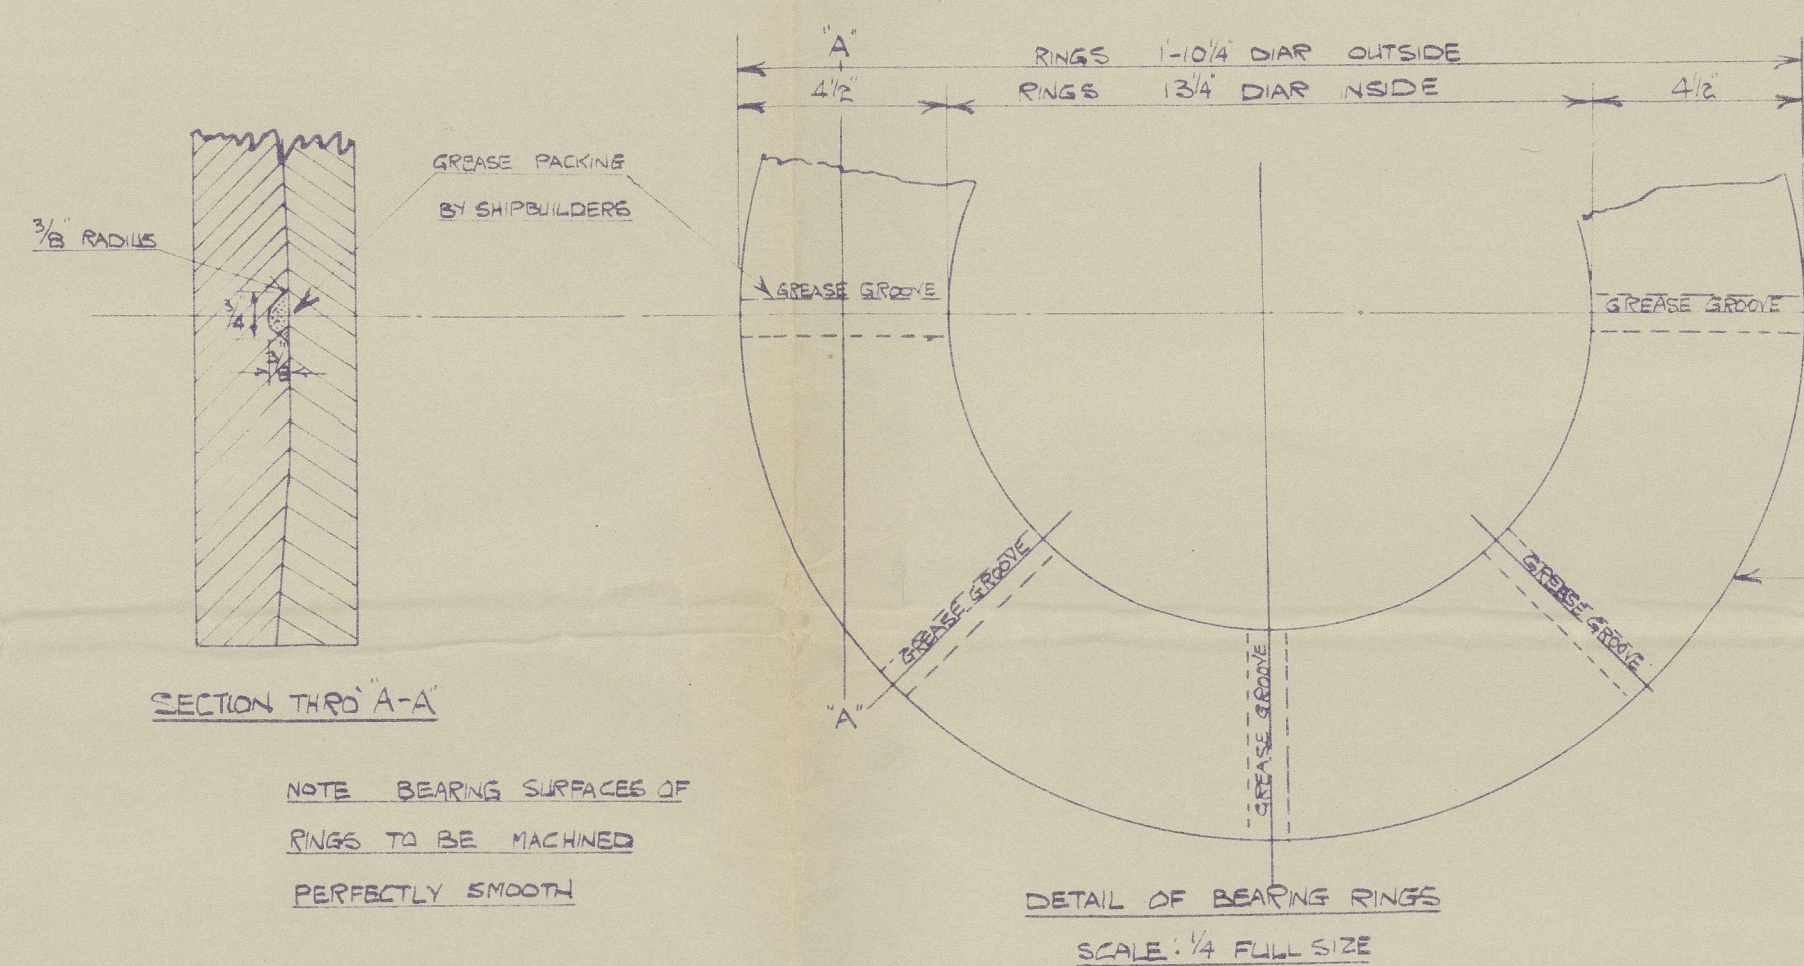 "A"
RINGS 1'-10¼" DIAR OUTSIDE
4½" RINGS 13¼" DIAR INSIDE 4½"
GREASE PACKING
BY SHIPBUILDERS
⅜" RADIUS
GREASE GROOVE
GREASE GROOVE
¾"
⅜"
GREASE GROOVE
GREASE GROOVE
GREASE GROOVE
"A"
SECTION THRO' "A-A"
NOTE BEARING SURFACES OF
RINGS TO BE MACHINED
PERFECTLY SMOOTH
DETAIL OF BEARING RINGS
SCALE: ¼ FULL SIZE